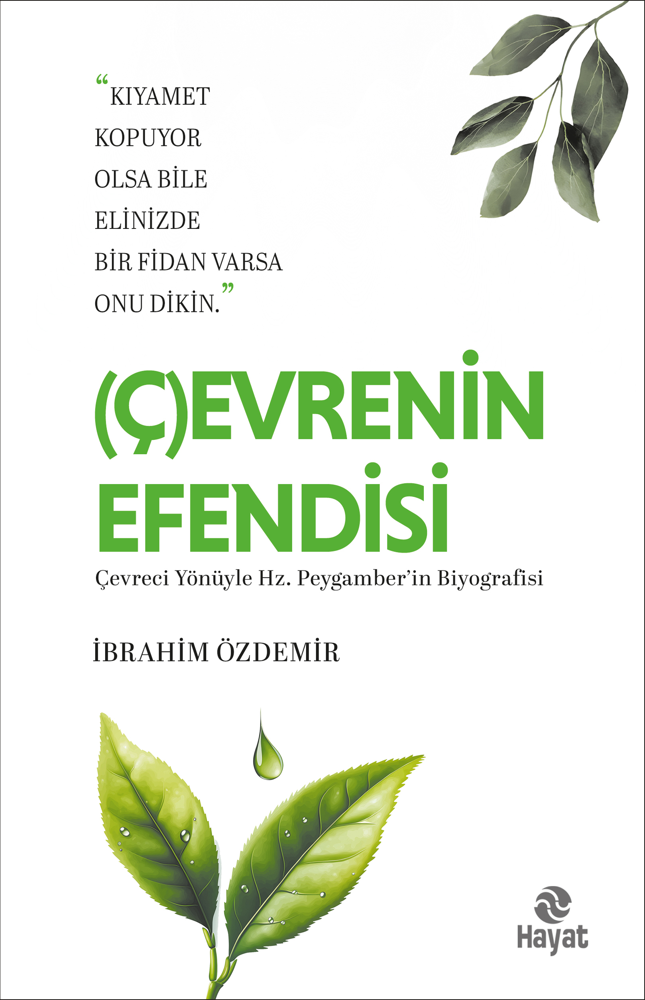 “KIYAMET
KOPUYOR
OLSA BİLE
ELİNİZDE
BİR FİDAN VARSA
ONU DİKİN.”
(Ç)EVRENİN
EFENDİSİ
Çevreci Yönüyle Hz. Peygamber’in Biyografisi
İBRAHİM ÖZDEMİR
Hayat